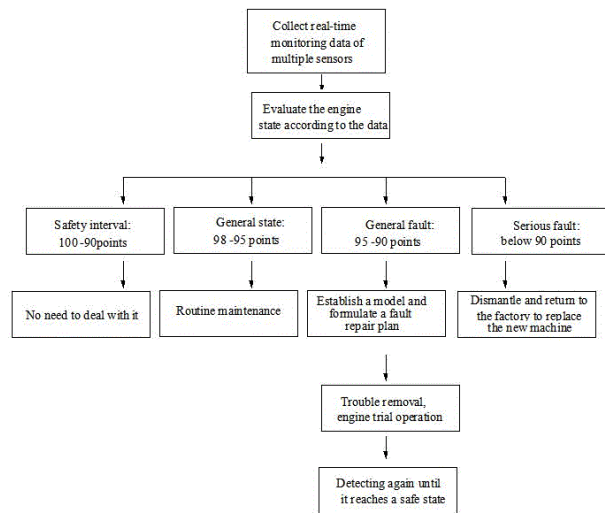 Collect real-time
monitoring data of
multiple sensors
Evaluate the engine
state according to the data
Safety interval:
100-90points
General state:
98-95 points
General fault:
95-90 points
Serious fault:
below 90 points
No need to deal with it
Routine maintenance
Establish a model and
formulate a fault
repair plan
Dismantle and return to
the factory to replace
the new machine
Trouble removal,
engine trial operation
Detecting again until
it reaches a safe state